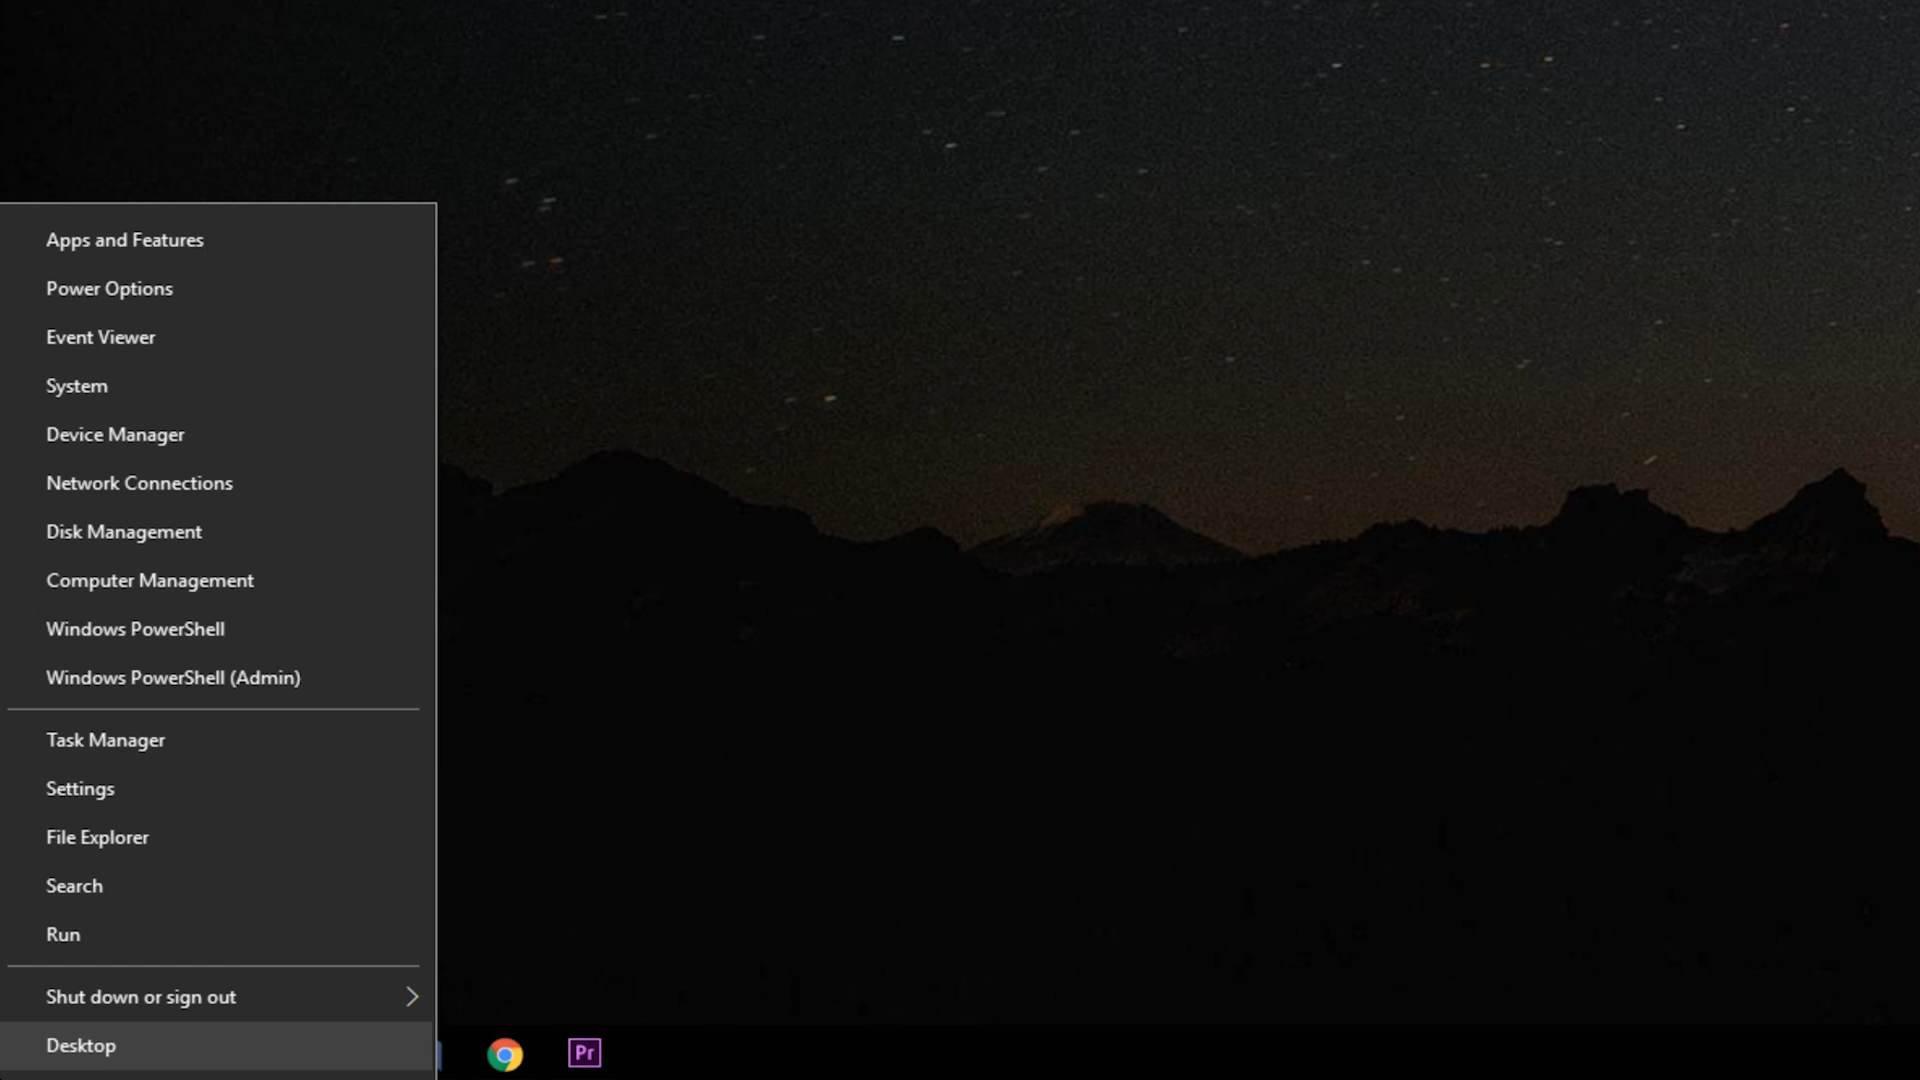 Apps and Features
Power Options
Event Viewer
System
Device Manager
Network Connections
Disk Management
Computer Management
Windows PowerShell
Windows PowerShell (Admin)
Task Manager
Settings
File Explorer
Search
Run
Shut down or sign out
Desktop
Pr